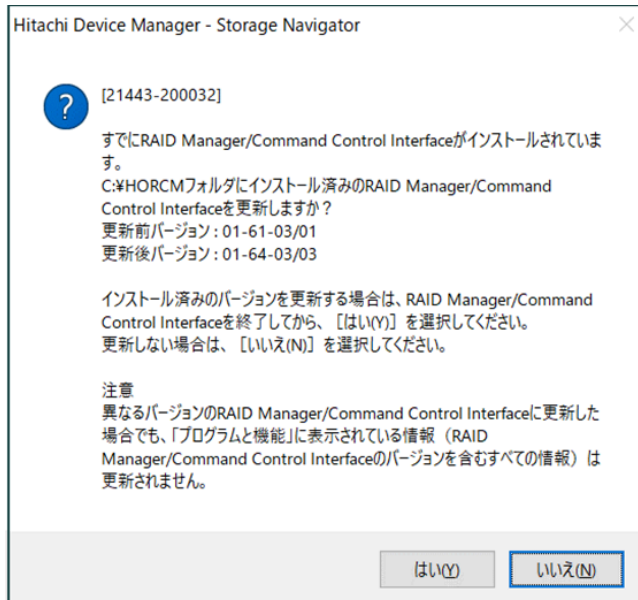 Hitachi Device Manager - Storage Navigator
[21443-200032]
すでにRAID Manager/Command Control Interfaceがインストールされていま
す。
C:¥HORCMフォルダにインストール済みのRAID Manager/Command
Control Interfaceを更新しますか？
更新前バージョン : 01-61-03/01
更新後バージョン : 01-64-03/03
インストール済みのバージョンを更新する場合は、RAID Manager/Command
Control Interfaceを終了してから、［はい(Y)］を選択してください。
更新しない場合は、［いいえ(N)］を選択してください。
注意
異なるバージョンのRAID Manager/Command Control Interfaceに更新した
場合でも、「プログラムと機能」に表示されている情報（RAID
Manager/Command Control Interfaceのバージョンを含むすべての情報）は
更新されません。
はい(Y)
いいえ(N)